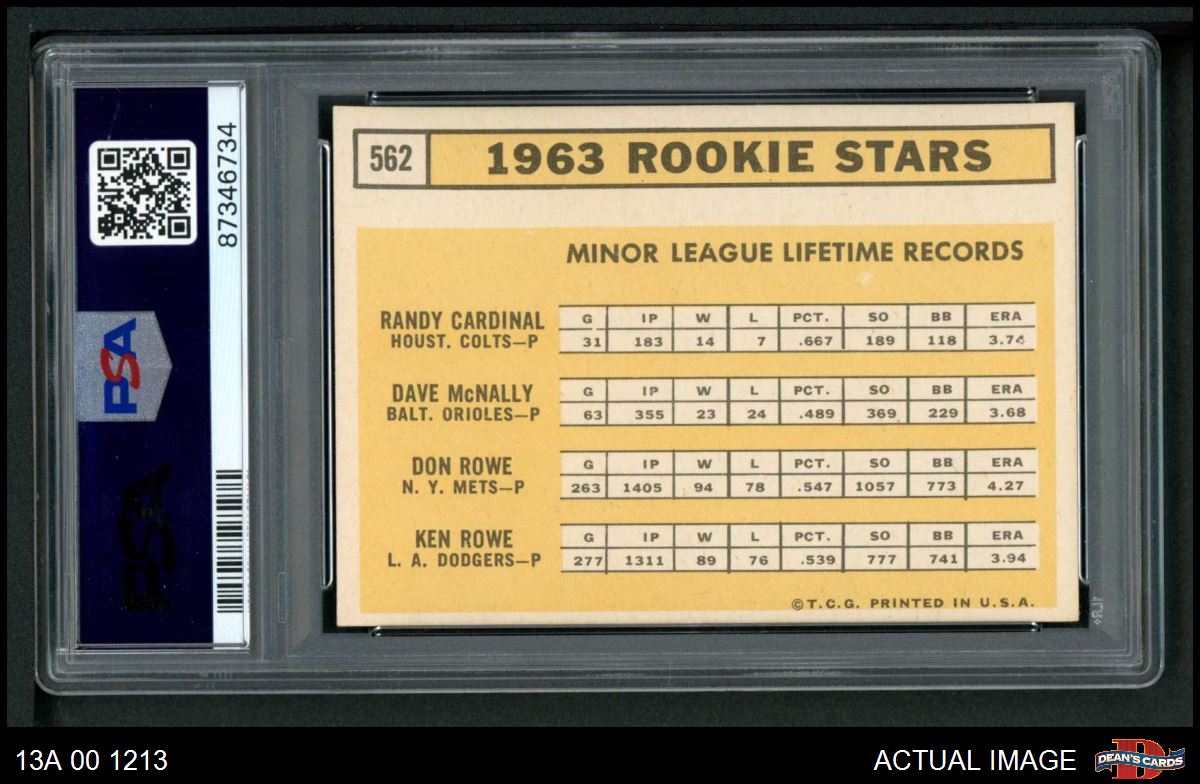 87346734
PSA
PSA
562
1963 ROOKIE STARS
MINOR LEAGUE LIFETIME RECORDS
RANDY CARDINAL
HOUST. COLTS—P
G IP W L PCT. SO BB ERA
31 183 14 7 .667 189 118 3.74
DAVE McNALLY
BALT. ORIOLES—P
G IP W L PCT. SO BB ERA
63 355 23 24 .489 369 229 3.68
DON ROWE
N. Y. METS—P
G IP W L PCT. SO BB ERA
263 1405 94 78 .547 1057 773 4.27
KEN ROWE
L. A. DODGERS—P
G IP W L PCT. SO BB ERA
277 1311 89 76 .539 777 741 3.94
©T.C.G. PRINTED IN U.S.A.
13A 00 1213
ACTUAL IMAGE
D
DEAN'S CARDS